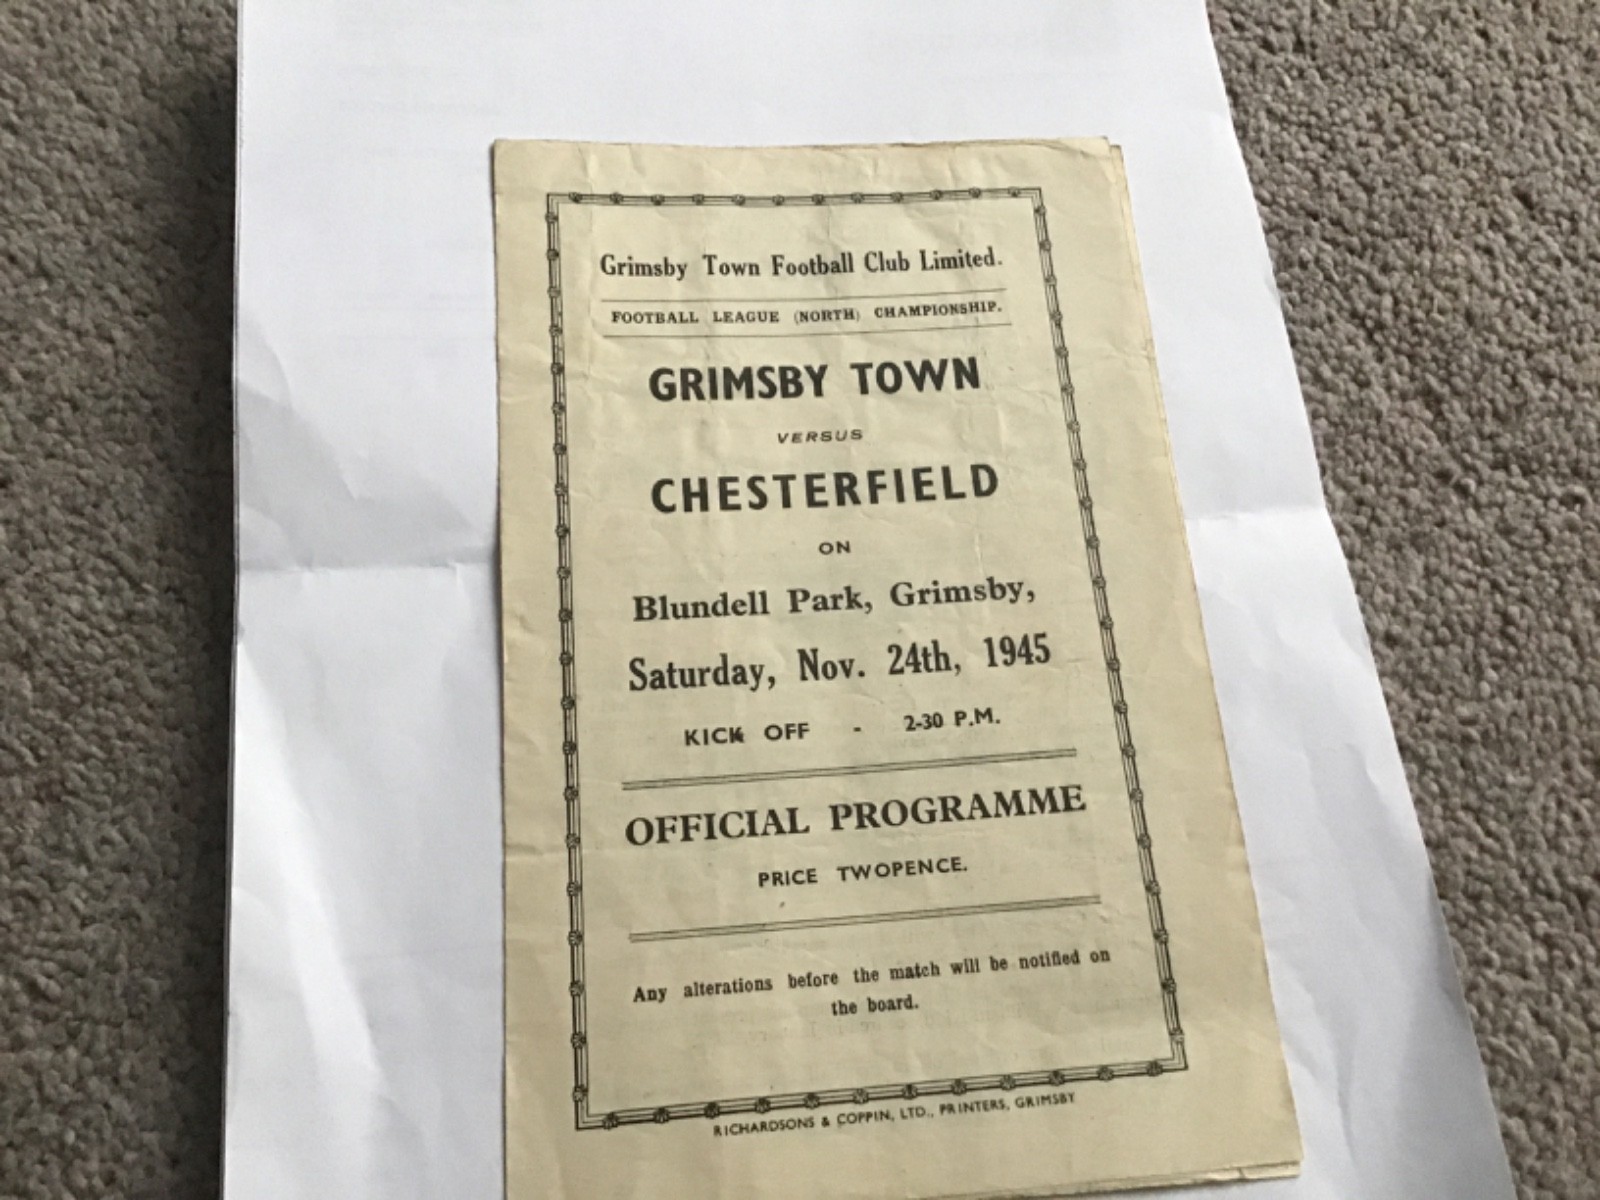 Grimsby Town Football Club Limited.
FOOTBALL LEAGUE (NORTH) CHAMPIONSHIP.
GRIMSBY TOWN
VERSUS
CHESTERFIELD
ON
Blundell Park, Grimsby,
Saturday, Nov. 24th, 1945
KICK OFF - 2-30 P.M.
OFFICIAL PROGRAMME
PRICE TWOPENCE.
Any alterations before the match will be notified on
the board.
RICHARDSONS & COPPIN, LTD., PRINTERS, GRIMSBY